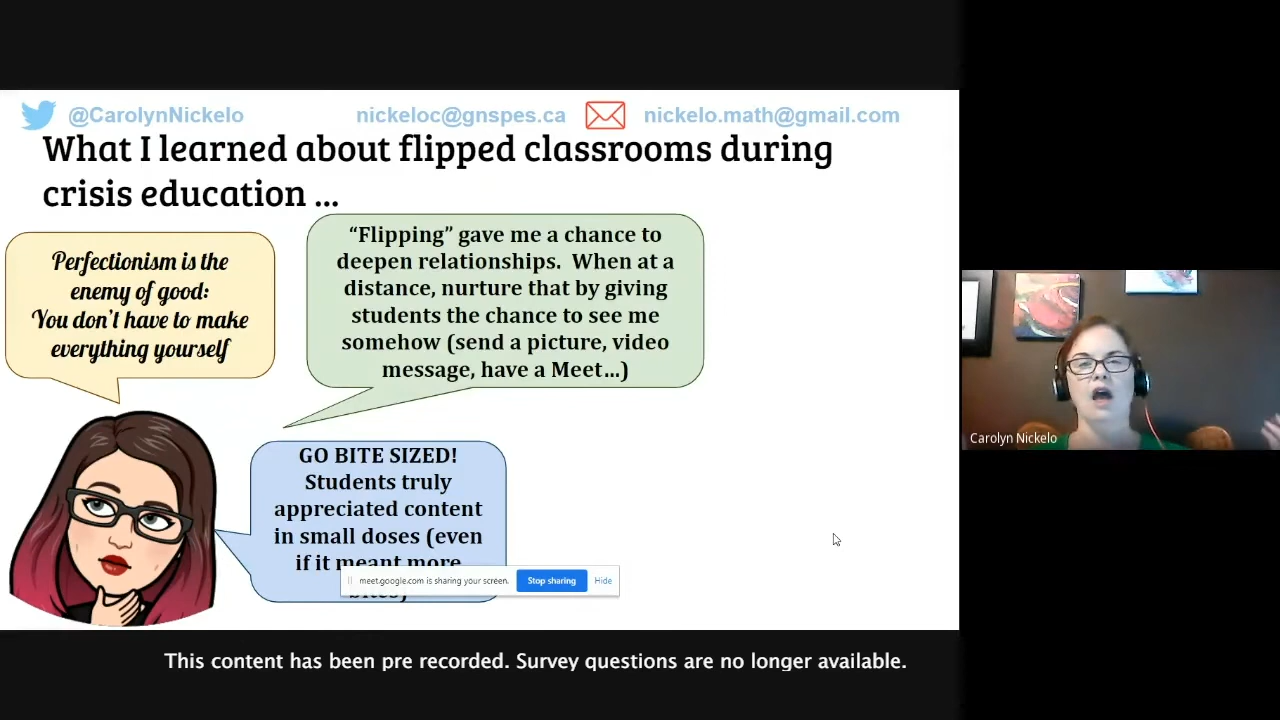 @CarolynNickelo nickeloc@gnspes.ca nickelo.math@gmail.com
What I learned about flipped classrooms during
crisis education ...
Perfectionism is the
enemy of good:
You don't have to make
everything yourself
“Flipping” gave me a chance to
deepen relationships. When at a
distance, nurture that by giving
students the chance to see me
somehow (send a picture, video
message, have a Meet...)
GO BITE SIZED!
Students truly
appreciated content
in small doses (even
if it meant more
bites)
meet.google.com is sharing your screen. Stop sharing Hide
Carolyn Nickelo
This content has been pre recorded. Survey questions are no longer available.